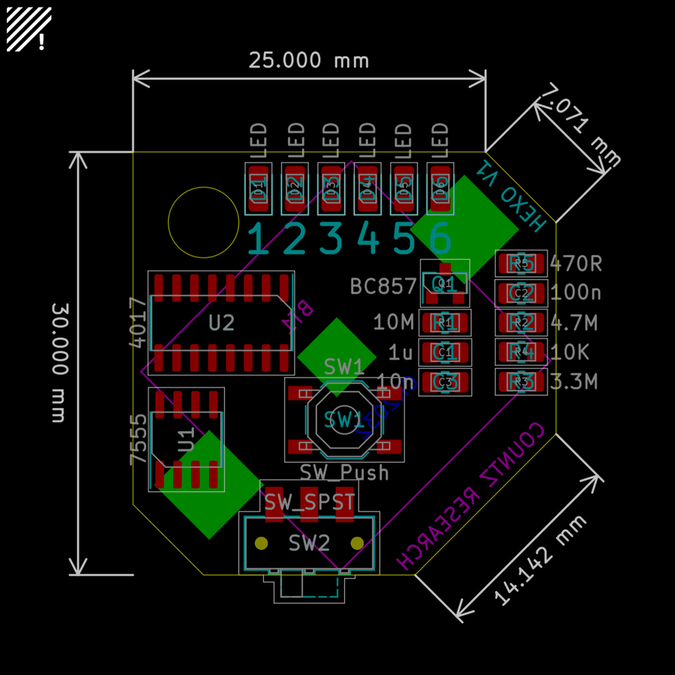 !
25.000 mm
7.071 mm
LED LED LED LED LED LED
D1 D2 D3 D4 D5 D6
HEXO V1
1 2 3 4 5 6
R5 470R
BC857 Q1
C2 100n
4017
U2
BT1
10M R1
R2 4.7M
30.000 mm
1u C1
R4 10K
SW1
10n C3
R3 3.3M
SW1
7555
U1
SW_Push
COUNTZ RESEARCH
SW_SPST
SW2
14.142 mm